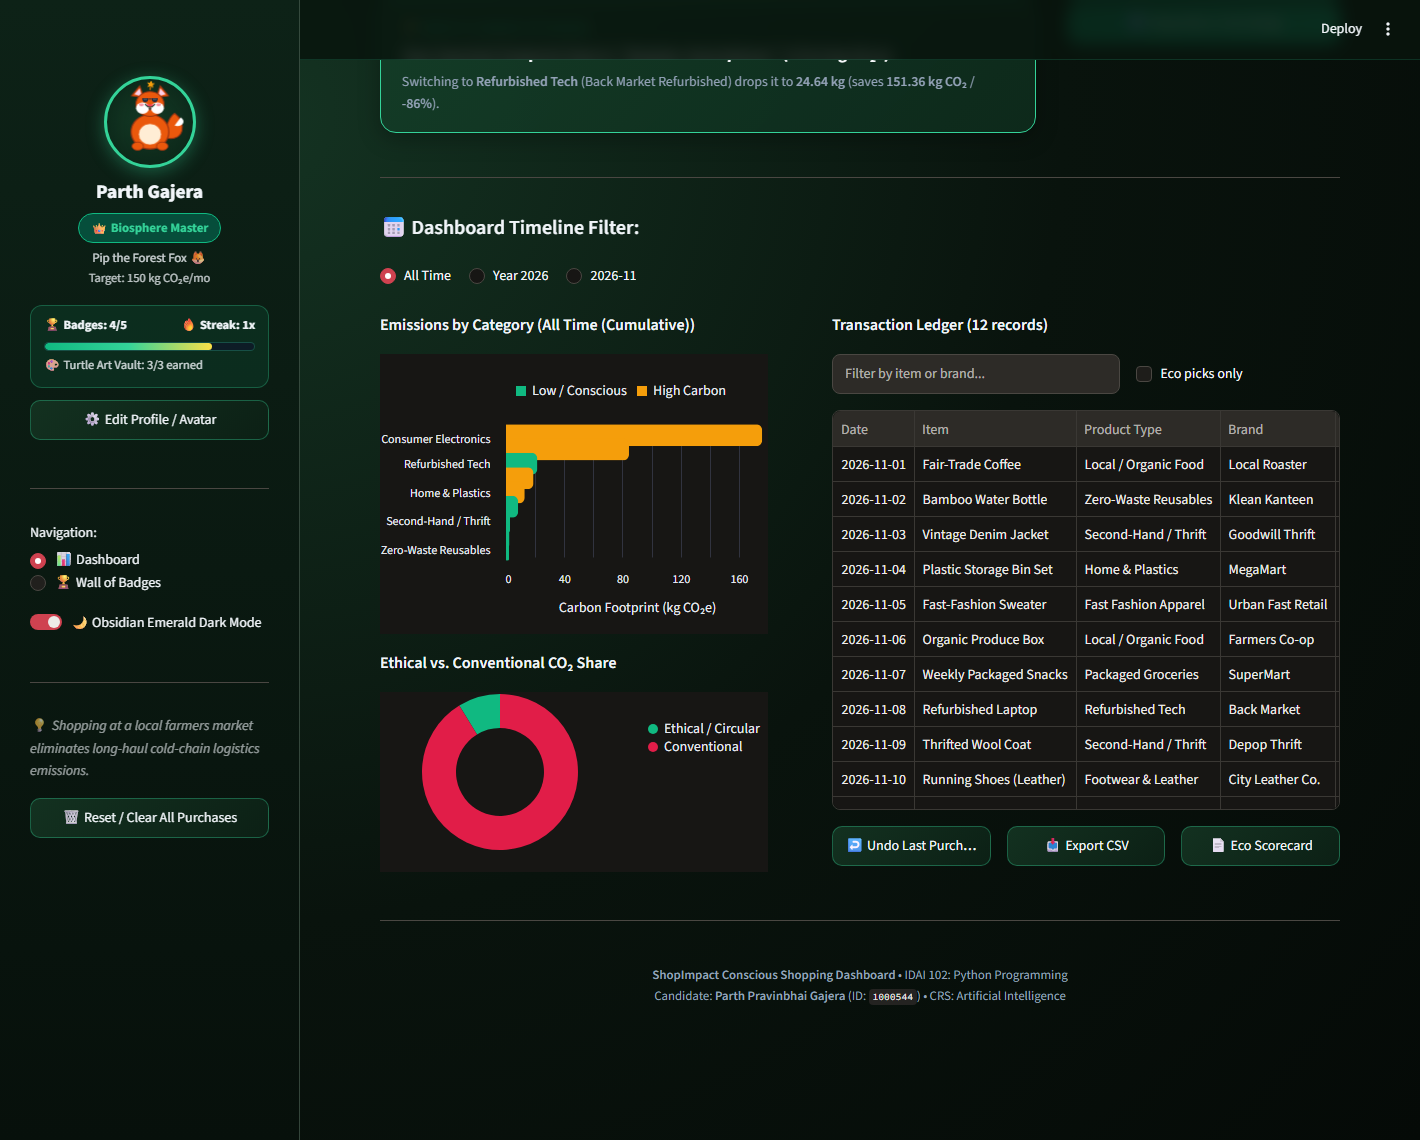 Deploy
Switching to Refurbished Tech (Back Market Refurbished) drops it to 24.64 kg (saves 151.36 kg CO₂ /
-86%).
Parth Gajera
Biosphere Master
Pip the Forest Fox
Target: 150 kg CO₂e/mo
Badges: 4/5
Streak: 1x
Turtle Art Vault: 3/3 earned
Edit Profile / Avatar
Navigation:
Dashboard
Wall of Badges
Obsidian Emerald Dark Mode
Shopping at a local farmers market
eliminates long-haul cold-chain logistics
emissions.
Reset / Clear All Purchases
Dashboard Timeline Filter:
All Time
Year 2026
2026-11
Emissions by Category (All Time (Cumulative))
Low / Conscious
High Carbon
Consumer Electronics
Refurbished Tech
Home & Plastics
Second-Hand / Thrift
Zero-Waste Reusables
0 40 80 120 160
Carbon Footprint (kg CO₂e)
Ethical vs. Conventional CO₂ Share
Ethical / Circular
Conventional
Transaction Ledger (12 records)
Filter by item or brand...
Eco picks only
Date Item Product Type Brand
2026-11-01 Fair-Trade Coffee Local / Organic Food Local Roaster
2026-11-02 Bamboo Water Bottle Zero-Waste Reusables Klean Kanteen
2026-11-03 Vintage Denim Jacket Second-Hand / Thrift Goodwill Thrift
2026-11-04 Plastic Storage Bin Set Home & Plastics MegaMart
2026-11-05 Fast-Fashion Sweater Fast Fashion Apparel Urban Fast Retail
2026-11-06 Organic Produce Box Local / Organic Food Farmers Co-op
2026-11-07 Weekly Packaged Snacks Packaged Groceries SuperMart
2026-11-08 Refurbished Laptop Refurbished Tech Back Market
2026-11-09 Thrifted Wool Coat Second-Hand / Thrift Depop Thrift
2026-11-10 Running Shoes (Leather) Footwear & Leather City Leather Co.
Undo Last Purch...
Export CSV
Eco Scorecard
ShopImpact Conscious Shopping Dashboard • IDAI 102: Python Programming
Candidate: Parth Pravinbhai Gajera (ID: 1000544) • CRS: Artificial Intelligence